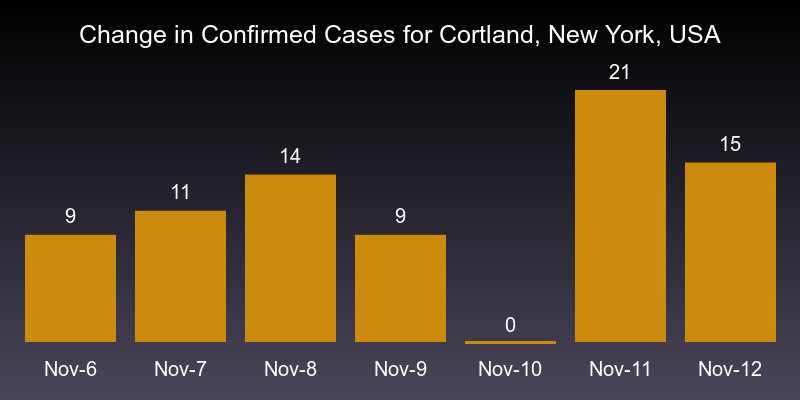 Change in Confirmed Cases for Cortland, New York, USA
9
11
14
9
0
21
15
Nov-6
Nov-7
Nov-8
Nov-9
Nov-10
Nov-11
Nov-12